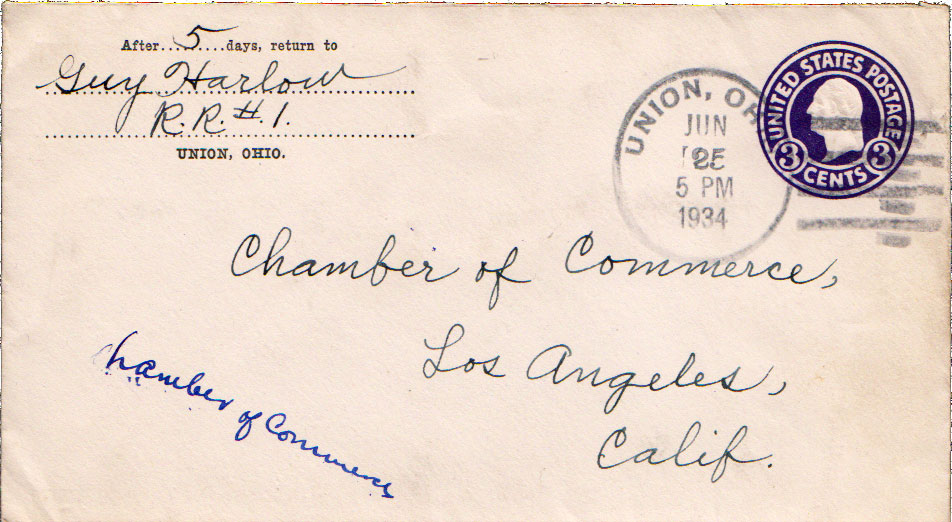 After....5....days, return to
Guy Harlow
R.R. #. 1.
UNION, OHIO.
UNION, OH
JUN
25
5 PM
1934
UNITED STATES POSTAGE
3 CENTS 3
Chamber of Commerce,
Los Angeles,
Calif.
Chamber of Commerce